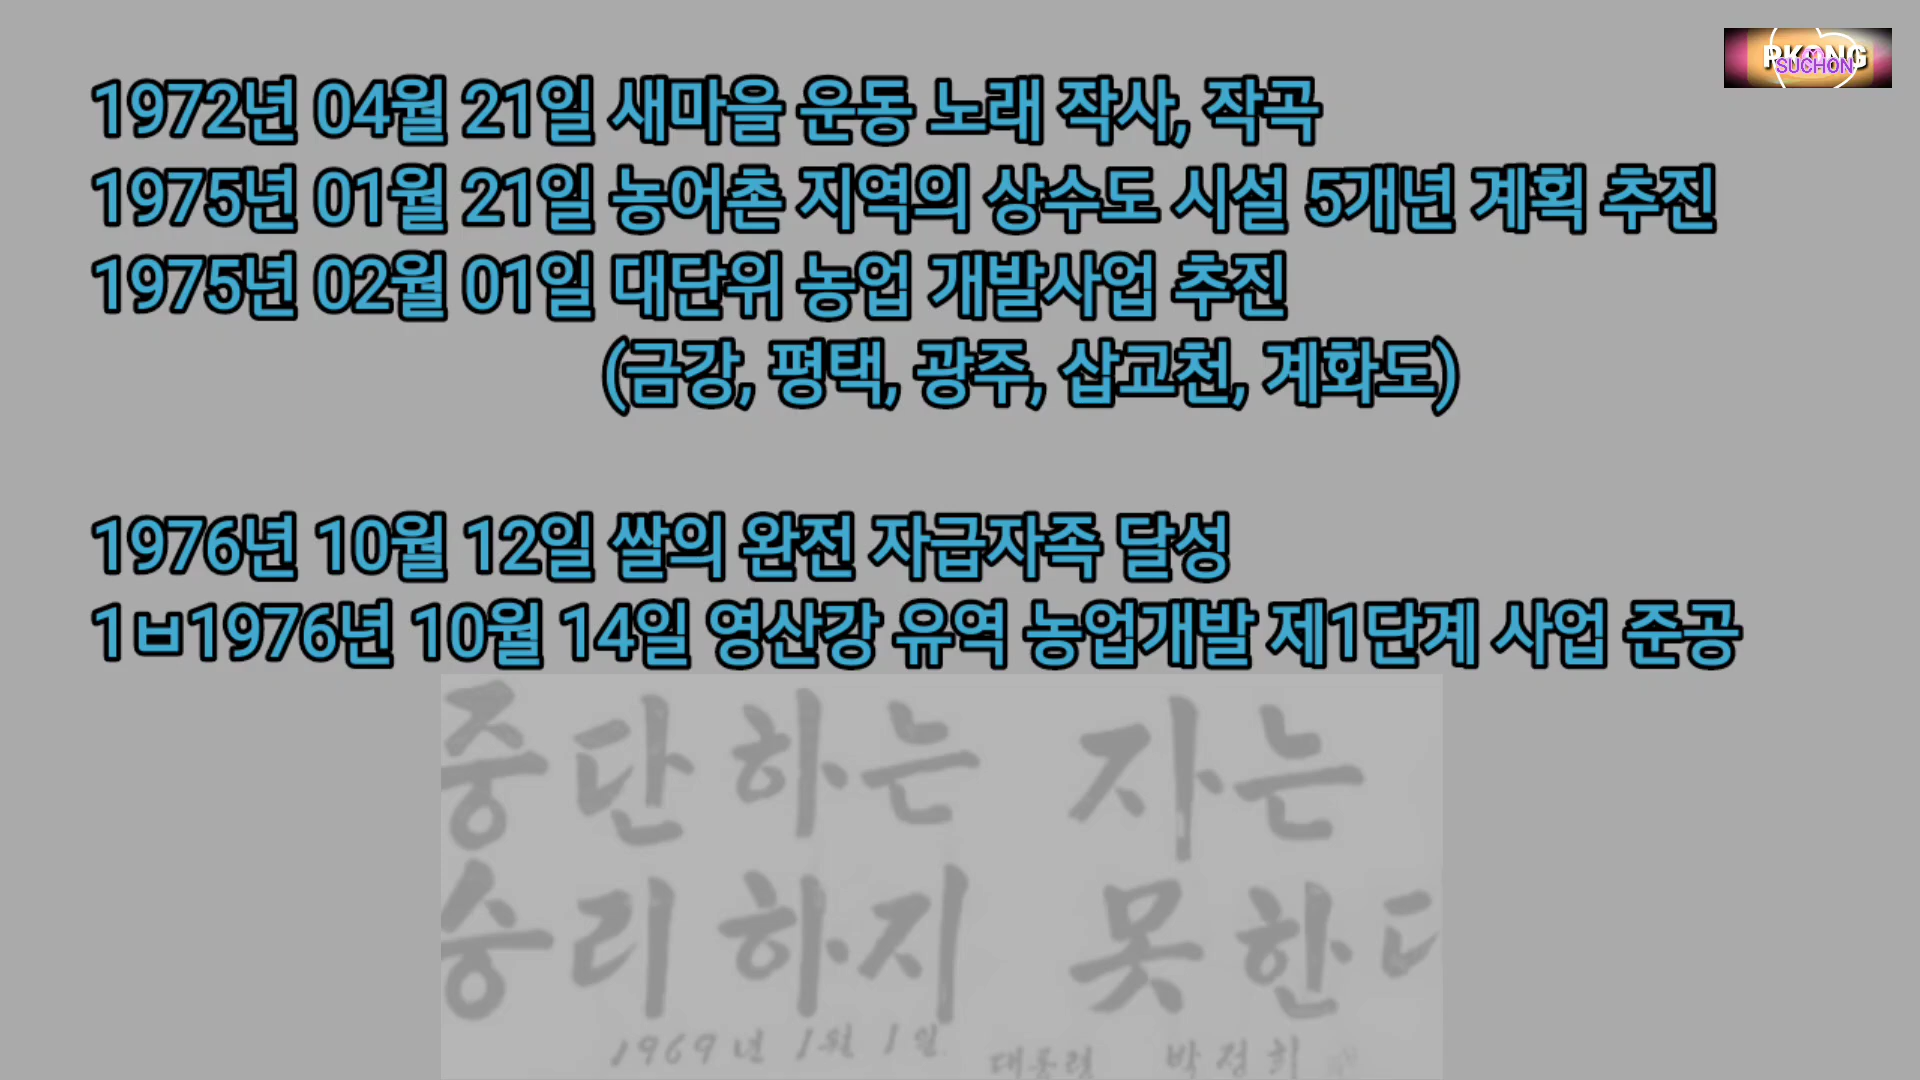 PKONG
SUCHON
1972년 04월 21일 새마을 운동 노래 작사, 작곡
1975년 01월 21일 농어촌 지역의 상수도 시설 5개년 계획 추진
1975년 02월 01일 대단위 농업 개발사업 추진
(금강, 평택, 광주, 삽교천, 계화도)
1976년 10월 12일 쌀의 완전 자급자족 달성
1ㅂ1976년 10월 14일 영산강 유역 농업개발 제1단계 사업 준공
중단하는 자는
승리하지 못한다
1969년 1월 1일
대통령 박정희